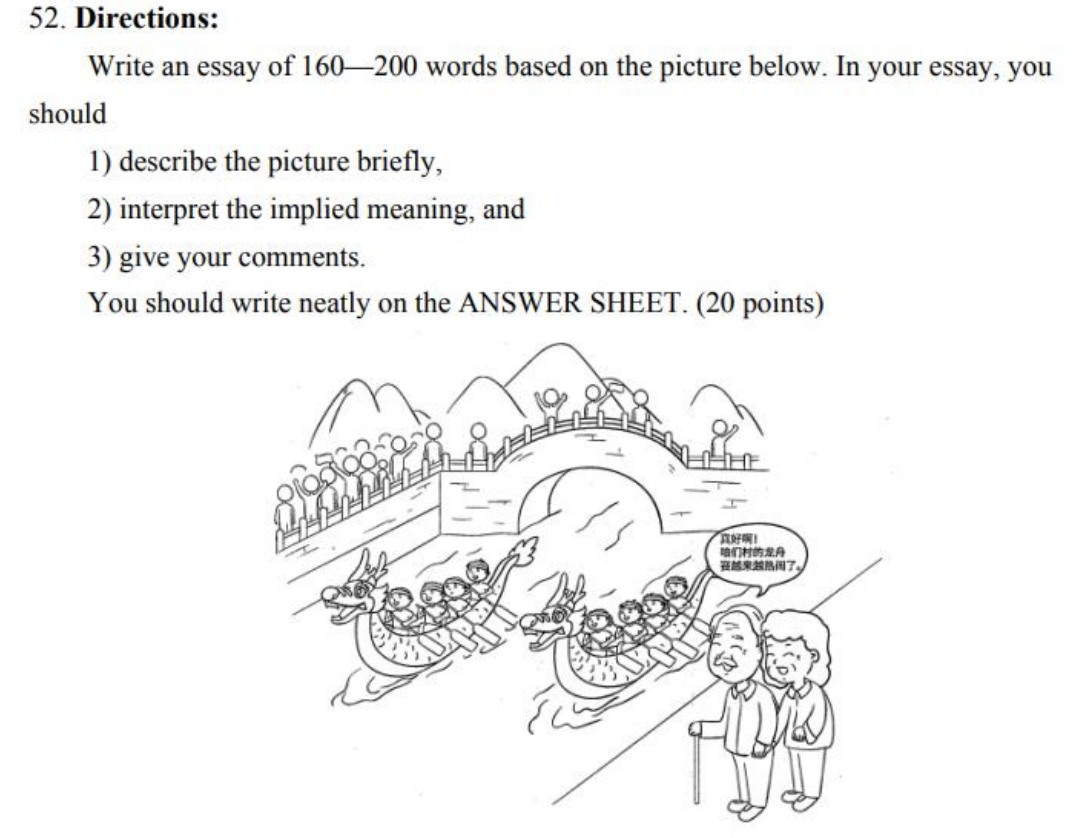 52. Directions:
Write an essay of 160—200 words based on the picture below. In your essay, you
should
1) describe the picture briefly,
2) interpret the implied meaning, and
3) give your comments.
You should write neatly on the ANSWER SHEET. (20 points)
真好啊!
咱们村的龙舟
赛越来越热闹了。